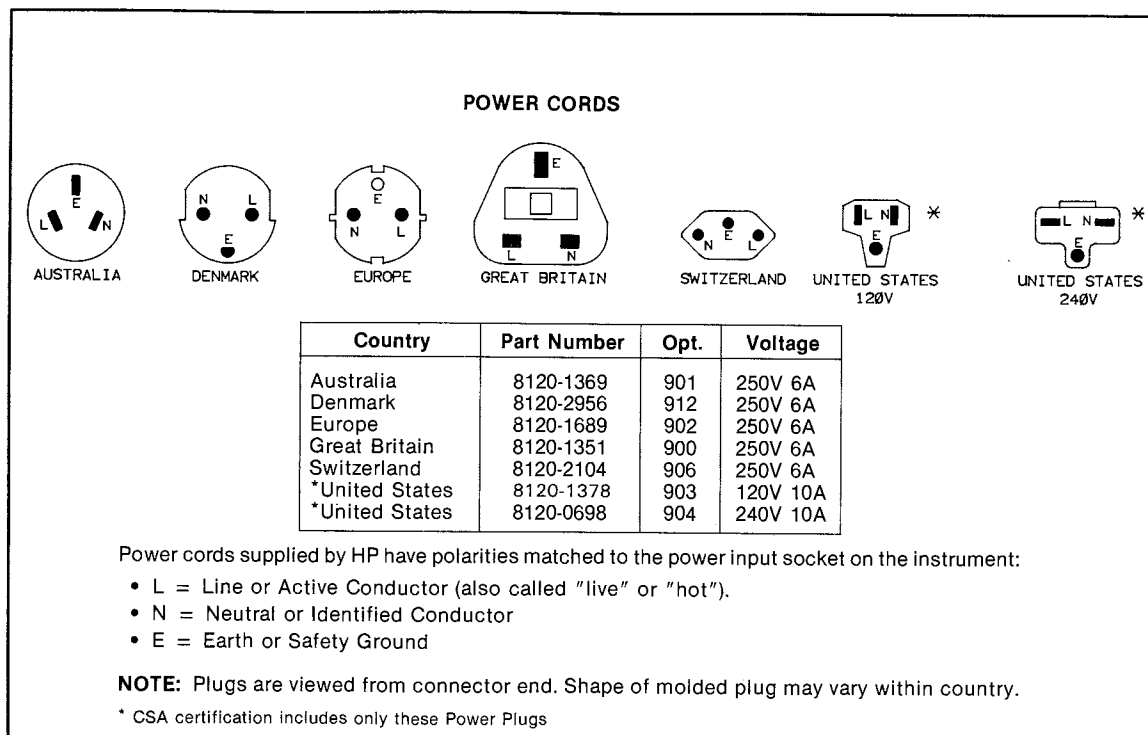 POWER CORDS
E
L
N
AUSTRALIA
N
L
E
DENMARK
E
N
L
EUROPE
E
L
N
GREAT BRITAIN
N
E
L
SWITZERLAND
L
N
E
*
UNITED STATES
120V
L
N
E
*
UNITED STATES
240V
Country Part Number Opt. Voltage
Australia 8120-1369 901 250V 6A
Denmark 8120-2956 912 250V 6A
Europe 8120-1689 902 250V 6A
Great Britain 8120-1351 900 250V 6A
Switzerland 8120-2104 906 250V 6A
*United States 8120-1378 903 120V 10A
*United States 8120-0698 904 240V 10A
Power cords supplied by HP have polarities matched to the power input socket on the instrument:
• L = Line or Active Conductor (also called "live" or "hot").
• N = Neutral or Identified Conductor
• E = Earth or Safety Ground
NOTE: Plugs are viewed from connector end. Shape of molded plug may vary within country.
* CSA certification includes only these Power Plugs